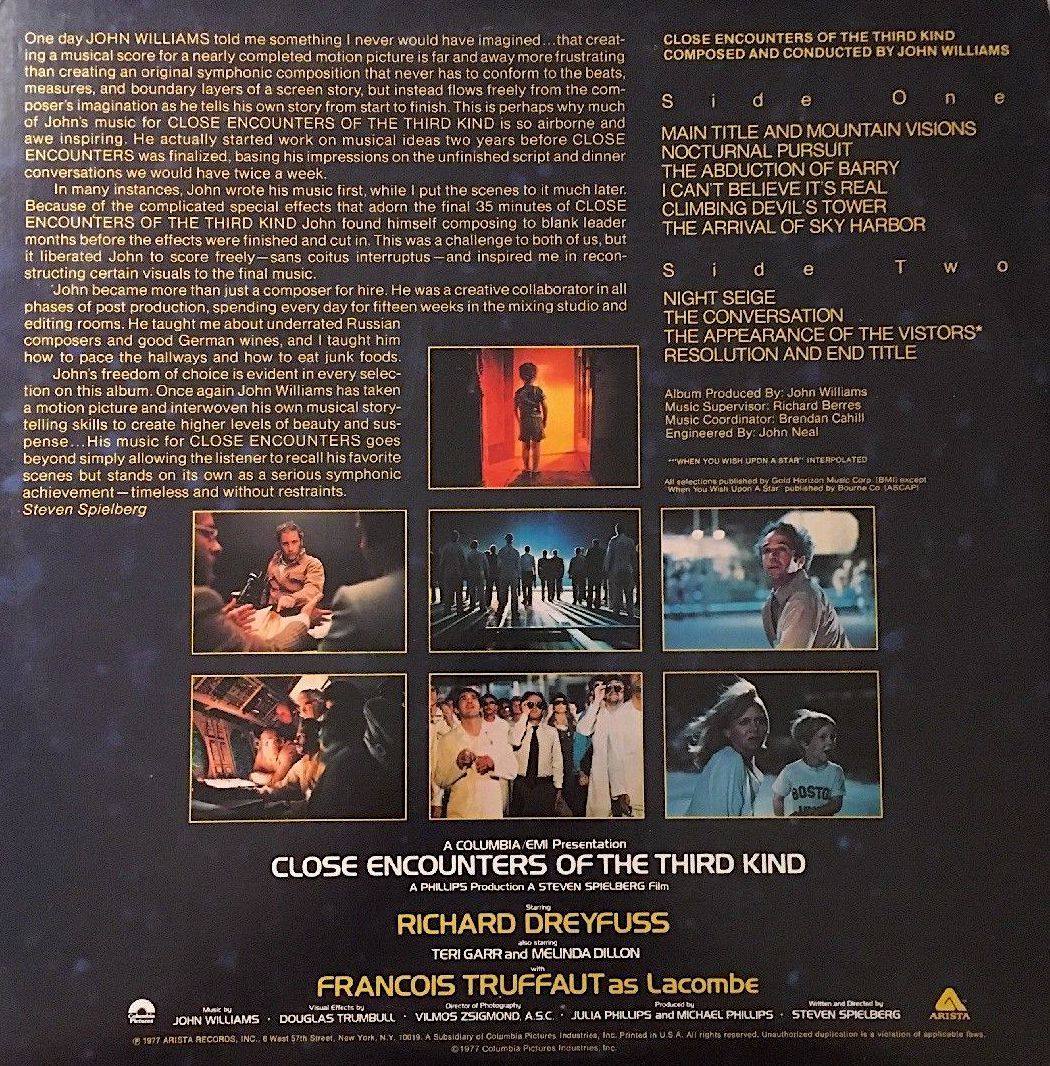 One day JOHN WILLIAMS told me something I never would have imagined...that creat-
ing a musical score for a nearly completed motion picture is far and away more frustrating
than creating an original symphonic composition that never has to conform to the beats,
measures, and boundary layers of a screen story, but instead flows freely from the com-
poser's imagination as he tells his own story from start to finish. This is perhaps why much
of John's music for CLOSE ENCOUNTERS OF THE THIRD KIND is so airborne and
awe inspiring. He actually started work on musical ideas two years before CLOSE
ENCOUNTERS was finalized, basing his impressions on the unfinished script and dinner
conversations we would have twice a week.
In many instances, John wrote his music first, while I put the scenes to it much later.
Because of the complicated special effects that adorn the final 35 minutes of CLOSE
ENCOUNTERS OF THE THIRD KIND John found himself composing to blank leader
months before the effects were finished and cut in. This was a challenge to both of us, but
it liberated John to score freely—sans coitus interruptus—and inspired me in recon-
structing certain visuals to the final music.
John became more than just a composer for hire. He was a creative collaborator in all
phases of post production, spending every day for fifteen weeks in the mixing studio and
editing rooms. He taught me about underrated Russian
composers and good German wines, and I taught him
how to pace the hallways and how to eat junk foods.
John's freedom of choice is evident in every selec-
tion on this album. Once again John Williams has taken
a motion picture and interwoven his own musical story-
telling skills to create higher levels of beauty and sus-
pense...His music for CLOSE ENCOUNTERS goes
beyond simply allowing the listener to recall his favorite
scenes but stands on its own as a serious symphonic
achievement—timeless and without restraints.
Steven Spielberg
CLOSE ENCOUNTERS OF THE THIRD KIND
COMPOSED AND CONDUCTED BY JOHN WILLIAMS
Side One
MAIN TITLE AND MOUNTAIN VISIONS
NOCTURNAL PURSUIT
THE ABDUCTION OF BARRY
I CAN'T BELIEVE IT'S REAL
CLIMBING DEVIL'S TOWER
THE ARRIVAL OF SKY HARBOR
Side Two
NIGHT SEIGE
THE CONVERSATION
THE APPEARANCE OF THE VISTORS*
RESOLUTION AND END TITLE
Album Produced By: John Williams
Music Supervisor: Richard Berres
Music Coordinator: Brendan Cahill
Engineered By: John Neal
*"WHEN YOU WISH UPON A STAR" INTERPOLATED
All selections published by Gold Horizon Music Corp. (BMI) except
"When You Wish Upon A Star" published by Bourne Co. (ASCAP)
BOSTO
A COLUMBIA/EMI Presentation
CLOSE ENCOUNTERS OF THE THIRD KIND
A PHILLIPS Production A STEVEN SPIELBERG Film
Starring
RICHARD DREYFUSS
also starring
TERI GARR and MELINDA DILLON
with
FRANCOIS TRUFFAUT as Lacombe
Columbia
Pictures
Music by
JOHN WILLIAMS ·
Visual Effects by
DOUGLAS TRUMBULL ·
Director of Photography
VILMOS ZSIGMOND, A.S.C. ·
Produced by
JULIA PHILLIPS and MICHAEL PHILLIPS ·
Written and Directed by
STEVEN SPIELBERG
ARISTA
℗ 1977 ARISTA RECORDS, INC., 6 West 57th Street, New York, N.Y. 10019. A Subsidiary of Columbia Pictures Industries, Inc. Printed in U.S.A. All rights reserved. Unauthorized duplication is a violation of applicable laws.
©1977 Columbia Pictures Industries, Inc.